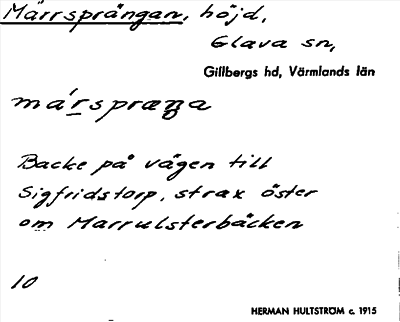 Märrsprängan, höjd,
Glava sn,
Gillbergs hd, Värmlands län
má̱rspræŋa
Backe på vägen till
Sigfridstorp, strax öster
om Marrulsterbäcken
10
HERMAN HULTSTRÖM c. 1915